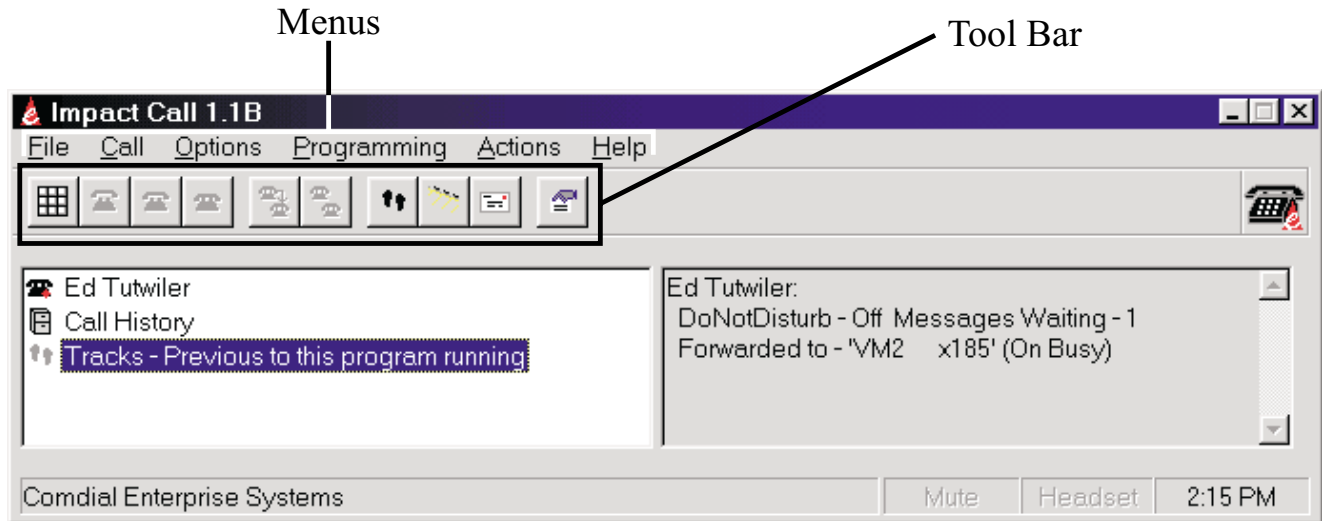 Menus
Tool Bar
Impact Call 1.1B
File Call Options Programming Actions Help
Ed Tutwiler
Call History
Tracks - Previous to this program running
Ed Tutwiler:
DoNotDisturb - Off Messages Waiting - 1
Forwarded to - 'VM2 x185' (On Busy)
Comdial Enterprise Systems
Mute
Headset
2:15 PM